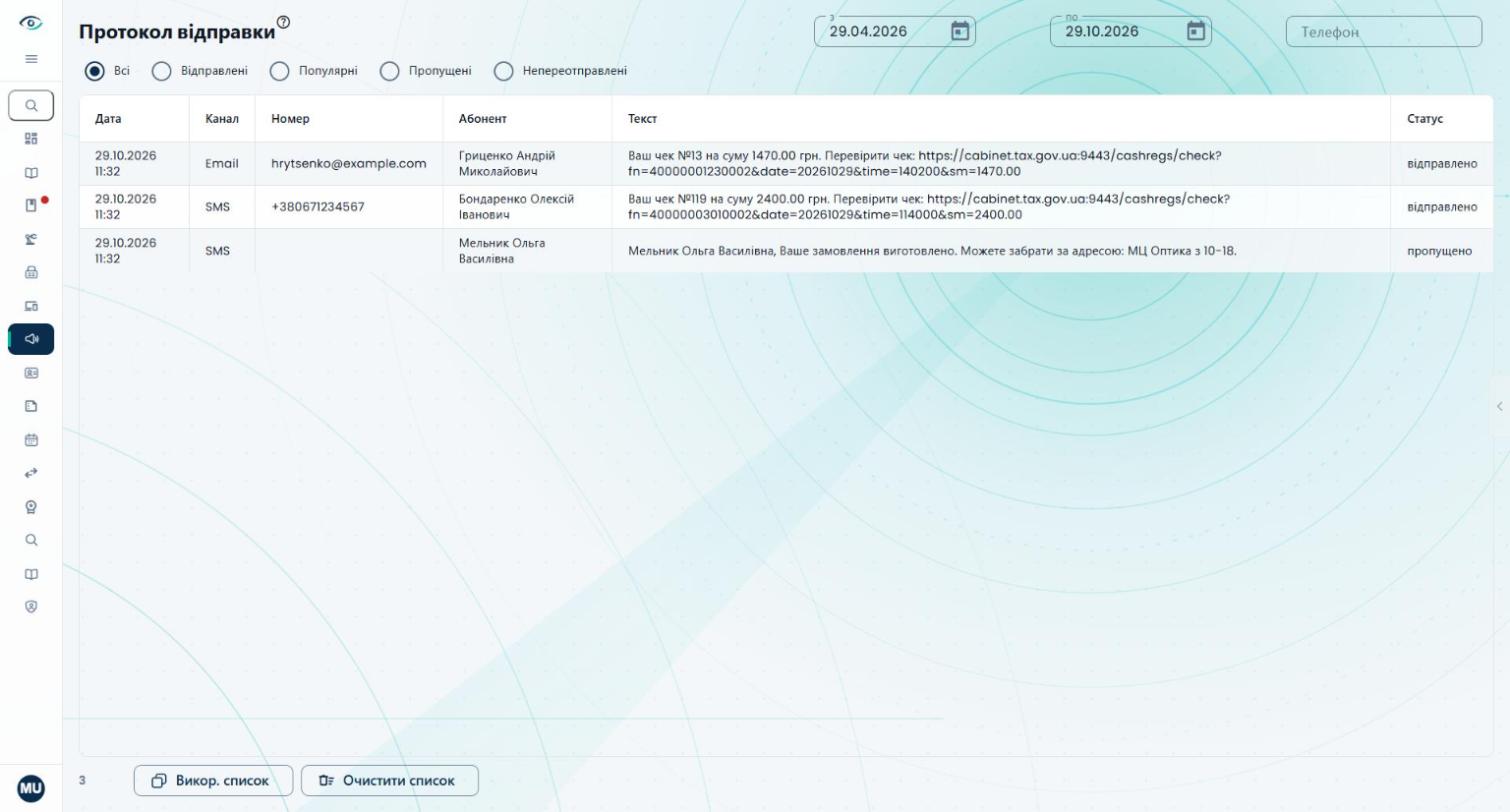 Протокол відправки
з
29.04.2026
по
29.10.2026
Телефон
Всі
Відправлені
Популярні
Пропущені
Непереотправлені
Дата
Канал
Номер
Абонент
Текст
Статус
29.10.2026
11:32
Email
hrytsenko@example.com
Гриценко Андрій
Миколайович
Ваш чек №13 на суму 1470.00 грн. Перевірити чек: https://cabinet.tax.gov.ua:9443/cashregs/check?
fn=40000001230002&date=20261029&time=140200&sm=1470.00
відправлено
29.10.2026
11:32
SMS
+380671234567
Бондаренко Олексій
Іванович
Ваш чек №119 на суму 2400.00 грн. Перевірити чек: https://cabinet.tax.gov.ua:9443/cashregs/check?
fn=40000003010002&date=20261029&time=114000&sm=2400.00
відправлено
29.10.2026
11:32
SMS
Мельник Ольга
Василівна
Мельник Ольга Василівна, Ваше замовлення виготовлено. Можете забрати за адресою: МЦ Оптика з 10-18.
пропущено
3
Викор. список
Очистити список
MU